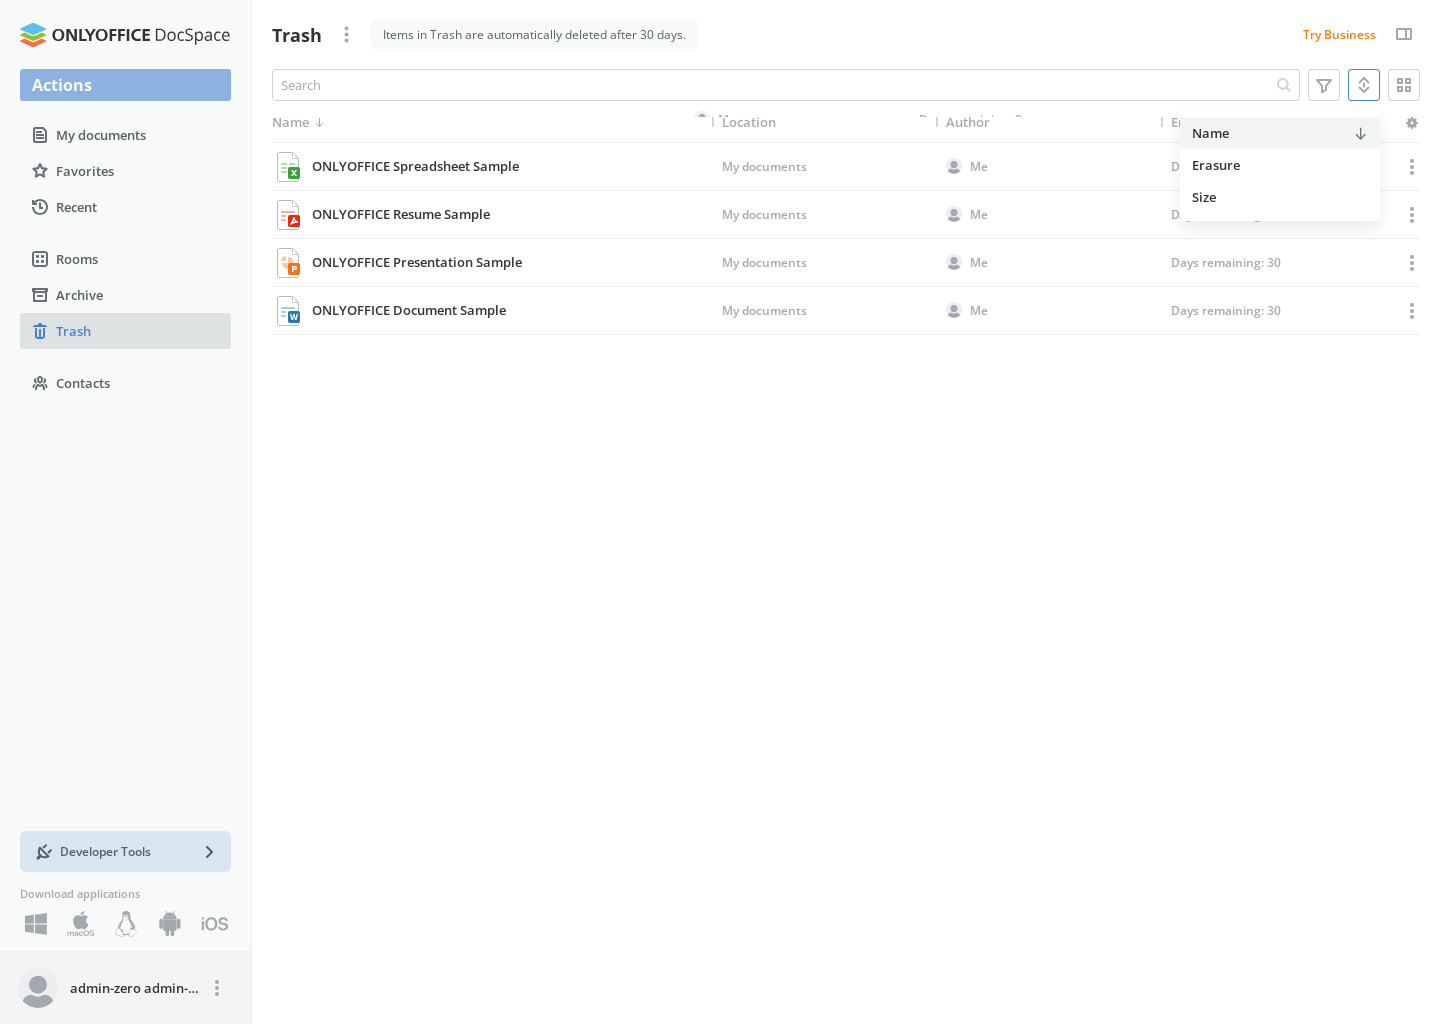 ONLYOFFICE DocSpace
Actions
My documents
Favorites
Recent
Rooms
Archive
Trash
Contacts
Developer Tools
Download applications
macOS
iOS
admin-zero admin-...
Trash
Items in Trash are automatically deleted after 30 days.
Try Business
Search
Name
Location
Author
Name
Erasure
Size
ONLYOFFICE Spreadsheet Sample
My documents
Me
ONLYOFFICE Resume Sample
My documents
Me
ONLYOFFICE Presentation Sample
My documents
Me
Days remaining: 30
ONLYOFFICE Document Sample
My documents
Me
Days remaining: 30